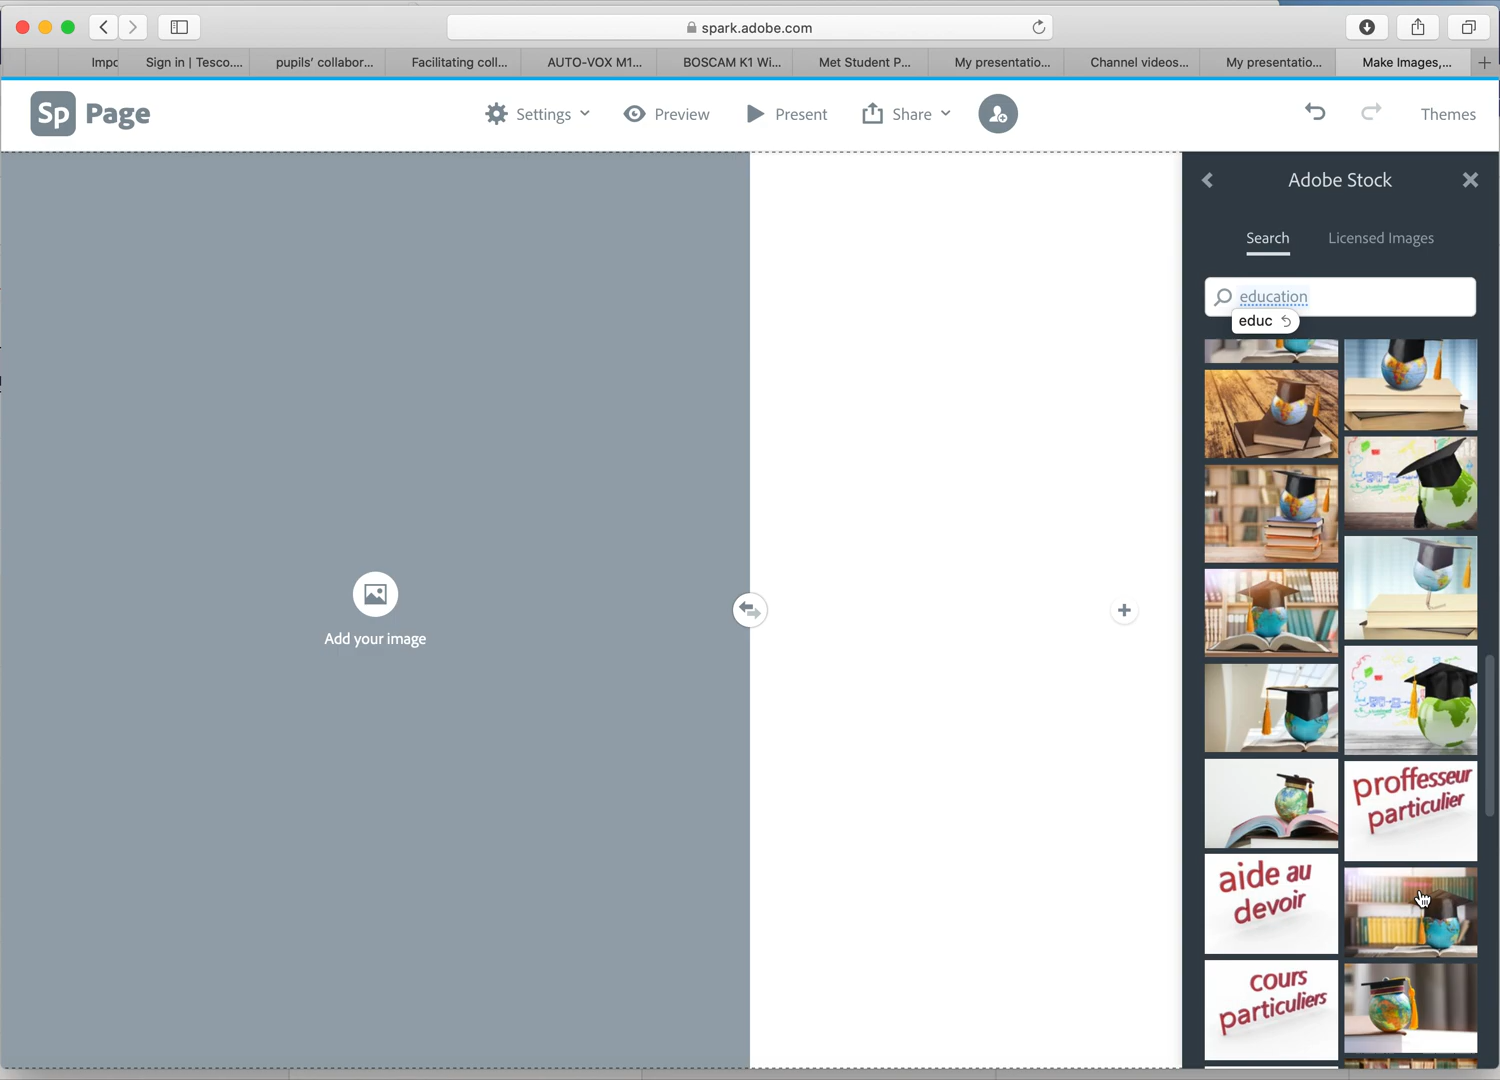 spark.adobe.com
Impo
Sign in | Tesco....
pupils' collabor...
Facilitating coll...
AUTO-VOX M1...
BOSCAM K1 Wi...
Met Student P...
My presentatio...
Channel videos...
My presentatio...
Make Images,...
Sp Page
Settings
Preview
Present
Share
Themes
Adobe Stock
Search
Licensed Images
education
educ
Add your image
proffesseur
particulier
aide au
devoir
cours
particuliers